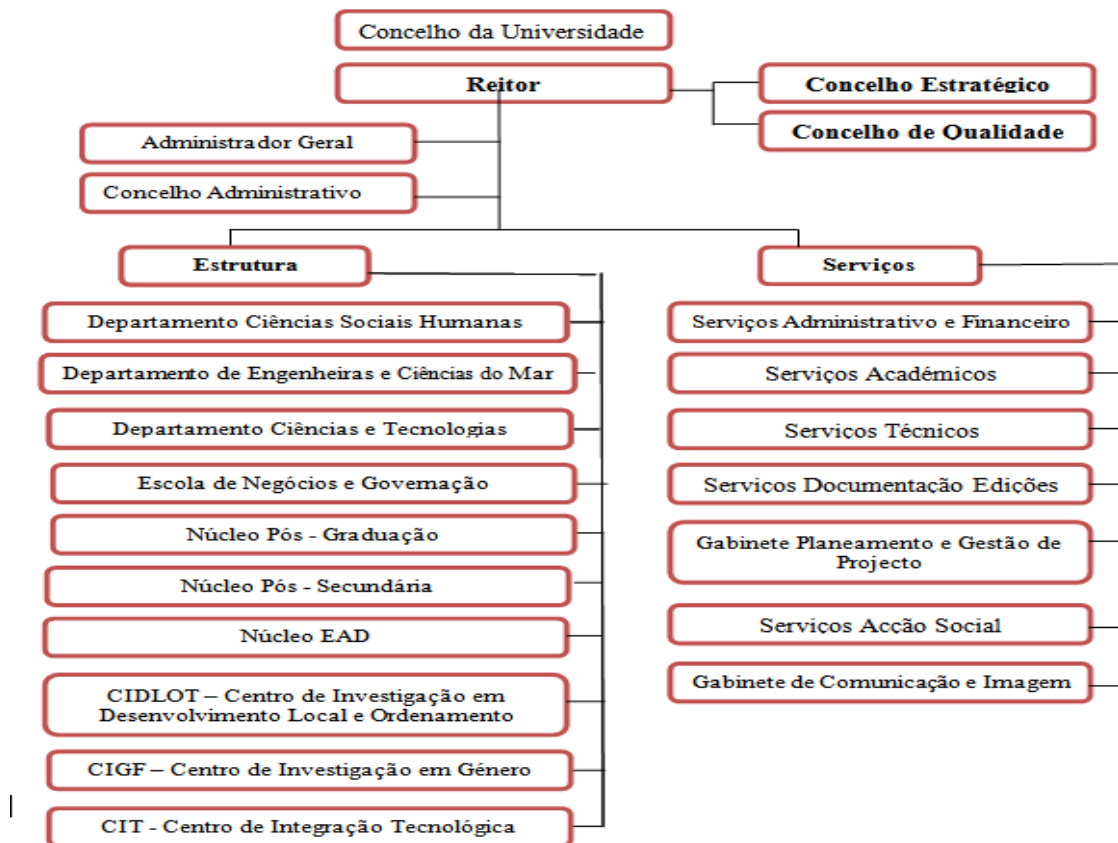 Concelho da Universidade
Reitor
Concelho Estratégico
Concelho de Qualidade
Administrador Geral
Concelho Administrativo
Estrutura
Departamento Ciências Sociais Humanas
Departamento de Engenheiras e Ciências do Mar
Departamento Ciências e Tecnologias
Escola de Negócios e Governação
Núcleo Pós - Graduação
Núcleo Pós - Secundária
Núcleo EAD
CIDLOT – Centro de Investigação em
Desenvolvimento Local e Ordenamento
CIGF – Centro de Investigação em Género
CIT - Centro de Integração Tecnológica
Serviços
Serviços Administrativo e Financeiro
Serviços Académicos
Serviços Técnicos
Serviços Documentação Edições
Gabinete Planeamento e Gestão de
Projecto
Serviços Acção Social
Gabinete de Comunicação e Imagem